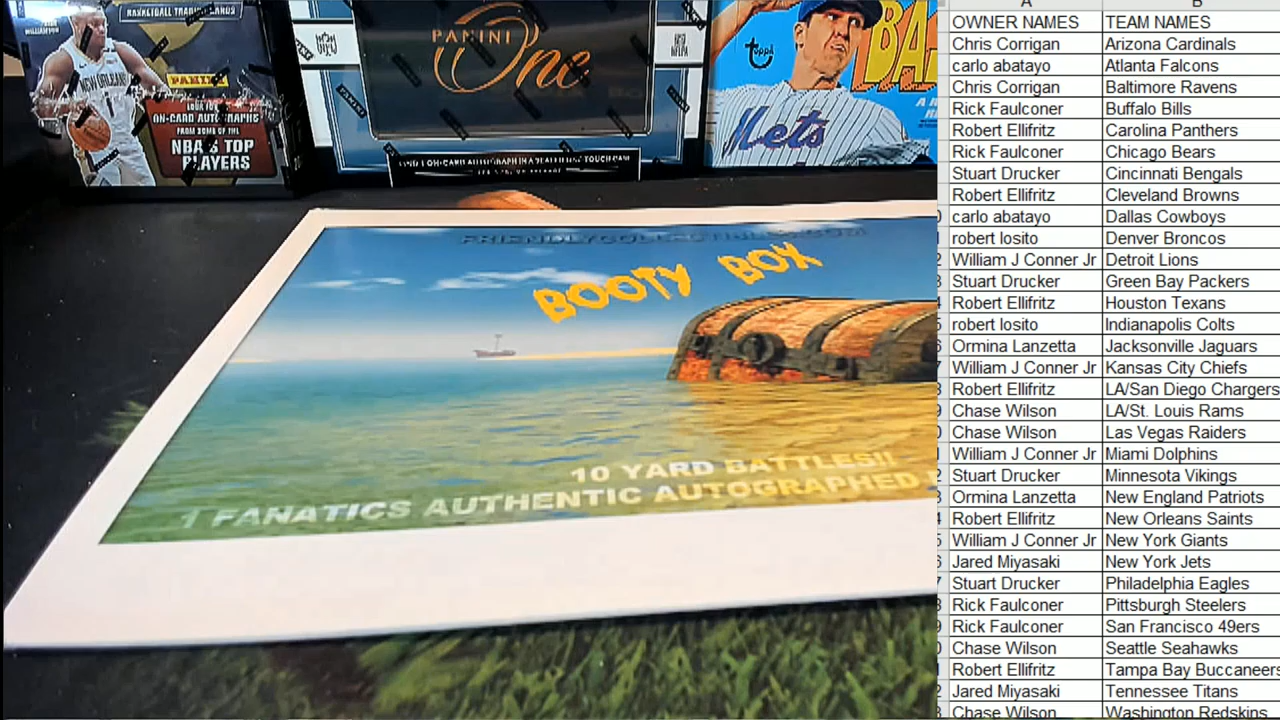 BASKETBALL TRADING CARDS
NEW ORLEANS
PANINI
LOOK FOR
ON-CARD AUTOGRAPHS
FROM SOME OF THE
NBA'S TOP
PLAYERS
PANINI
One
topps
Mets
BA
FRIENDLYCOLLECTIBLES.COM
BOOTY BOX
10 YARD BATTLES!!
1 FANATICS AUTHENTIC AUTOGRAPHED
A B
OWNER NAMES TEAM NAMES
Chris Corrigan Arizona Cardinals
carlo abatayo Atlanta Falcons
Chris Corrigan Baltimore Ravens
Rick Faulconer Buffalo Bills
Robert Ellifritz Carolina Panthers
Rick Faulconer Chicago Bears
Stuart Drucker Cincinnati Bengals
Robert Ellifritz Cleveland Browns
carlo abatayo Dallas Cowboys
robert losito Denver Broncos
William J Conner Jr Detroit Lions
Stuart Drucker Green Bay Packers
Robert Ellifritz Houston Texans
robert losito Indianapolis Colts
Ormina Lanzetta Jacksonville Jaguars
William J Conner Jr Kansas City Chiefs
Robert Ellifritz LA/San Diego Chargers
Chase Wilson LA/St. Louis Rams
Chase Wilson Las Vegas Raiders
William J Conner Jr Miami Dolphins
Stuart Drucker Minnesota Vikings
Ormina Lanzetta New England Patriots
Robert Ellifritz New Orleans Saints
William J Conner Jr New York Giants
Jared Miyasaki New York Jets
Stuart Drucker Philadelphia Eagles
Rick Faulconer Pittsburgh Steelers
Rick Faulconer San Francisco 49ers
Chase Wilson Seattle Seahawks
Robert Ellifritz Tampa Bay Buccaneers
Jared Miyasaki Tennessee Titans
Chase Wilson Washington Redskins